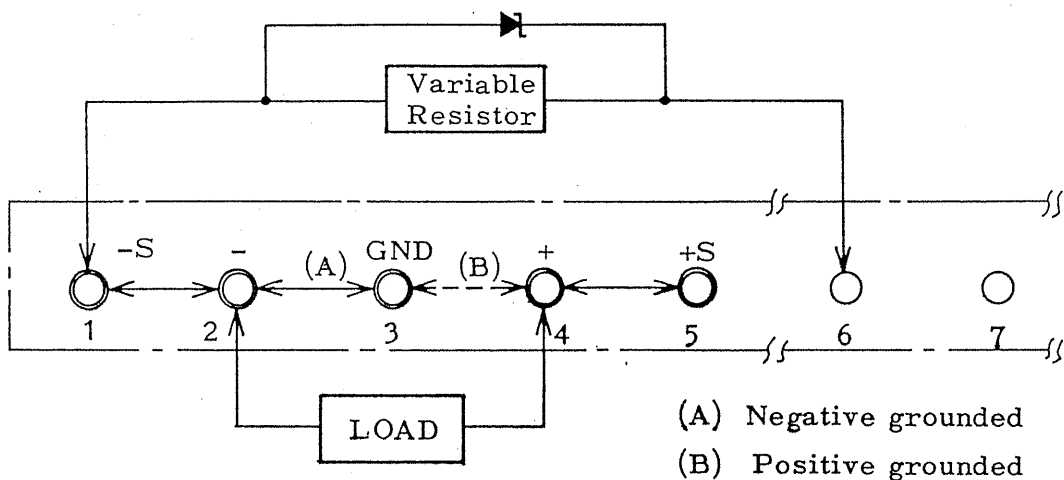 Variable
Resistor
-S - (A) GND (B) + +S
1 2 3 4 5 6 7
LOAD
(A) Negative grounded
(B) Positive grounded